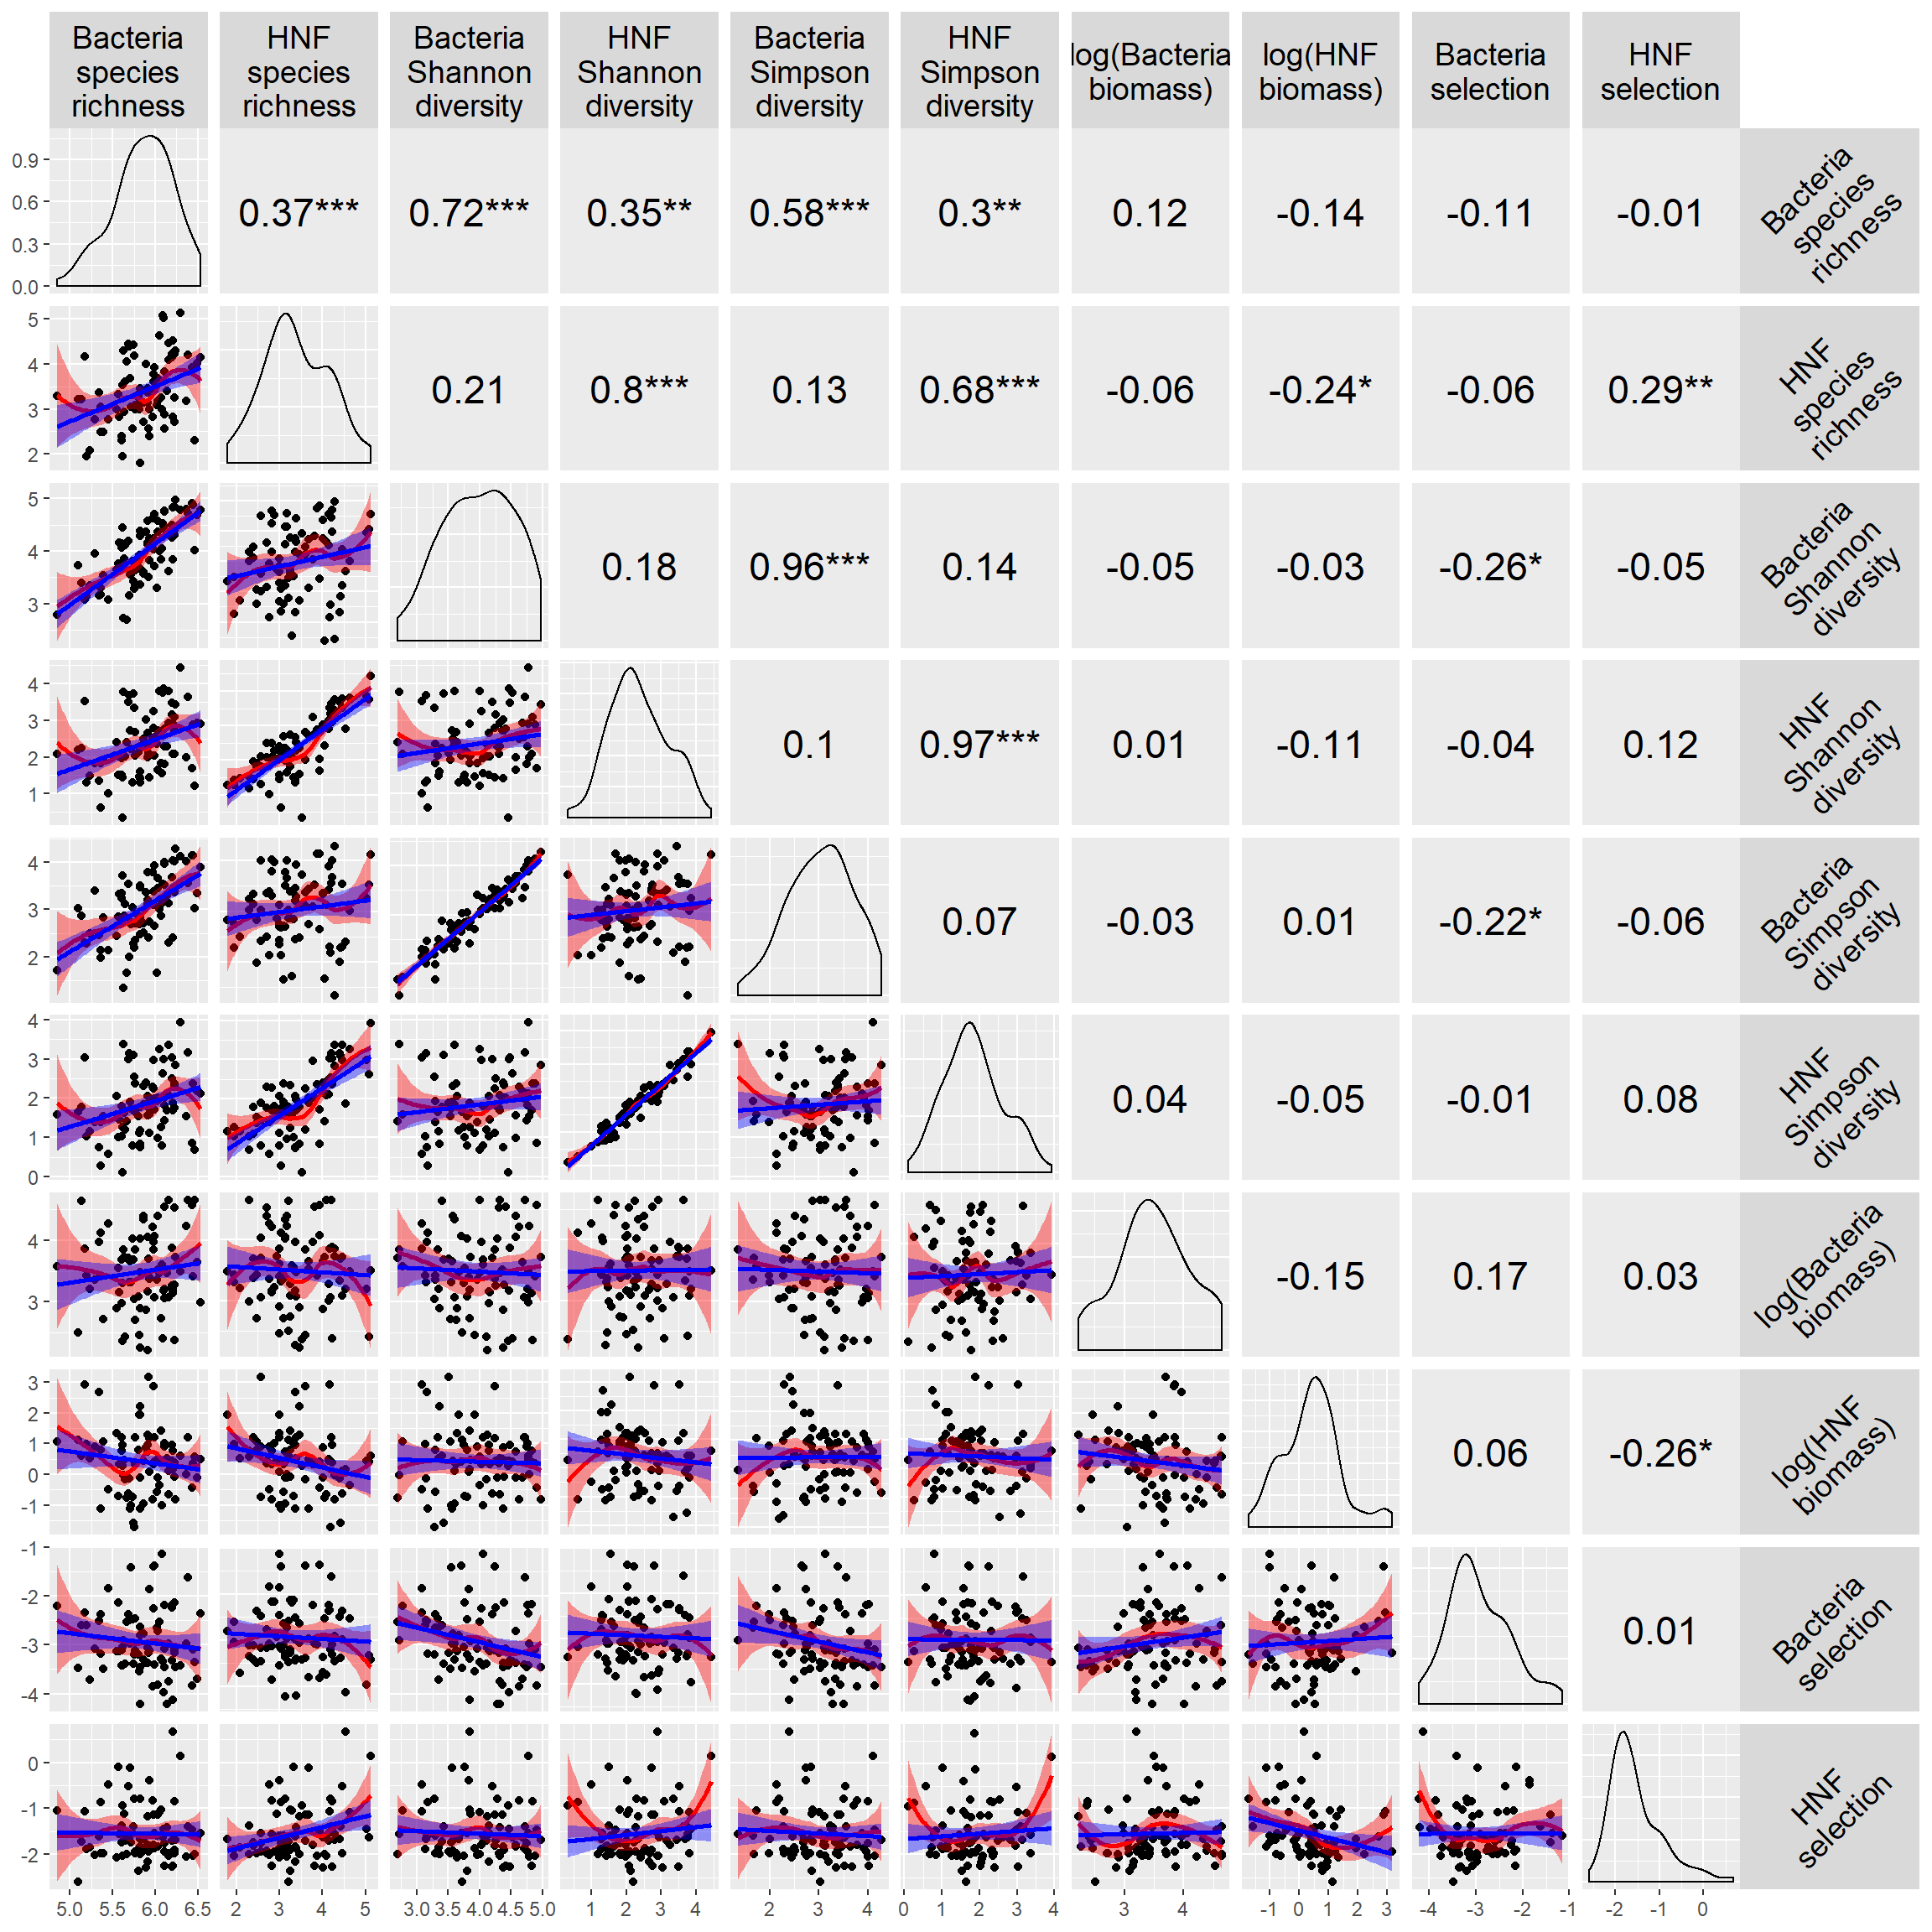 Bacteria
species
richness
HNF
species
richness
Bacteria
Shannon
diversity
HNF
Shannon
diversity
Bacteria
Simpson
diversity
HNF
Simpson
diversity
log(Bacteria
biomass)
log(HNF
biomass)
Bacteria
selection
HNF
selection
0.9
0.6
0.3
0.0
0.37***
0.72***
0.35**
0.58***
0.3**
0.12
-0.14
-0.11
-0.01
Bacteria
species
richness
5
4
3
2
0.21
0.8***
0.13
0.68***
-0.06
-0.24*
-0.06
0.29**
HNF
species
richness
5
4
3
0.18
0.96***
0.14
-0.05
-0.03
-0.26*
-0.05
Bacteria
Shannon
diversity
4
3
2
1
0.1
0.97***
0.01
-0.11
-0.04
0.12
HNF
Shannon
diversity
4
3
2
0.07
-0.03
0.01
-0.22*
-0.06
Bacteria
Simpson
diversity
4
3
2
1
0
0.04
-0.05
-0.01
0.08
HNF
Simpson
diversity
4
3
-0.15
0.17
0.03
log(Bacteria
biomass)
3
2
1
0
-1
0.06
-0.26*
log(HNF
biomass)
-1
-2
-3
-4
0.01
Bacteria
selection
0
-1
-2
HNF
selection
5.0 5.5 6.0 6.5
2 3 4 5
3.0 3.5 4.0 4.5 5.0
1 2 3 4
2 3 4
0 1 2 3 4
3 4
-1 0 1 2 3
-4 -3 -2 -1
-2 -1 0